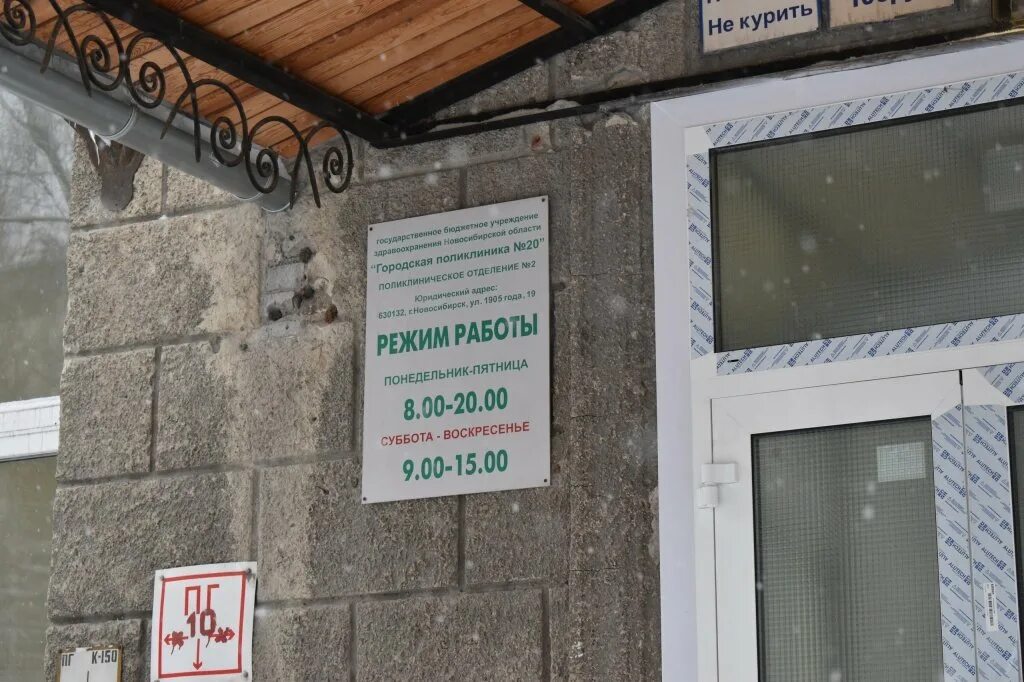 Не курить
государственное бюджетное учреждение
здравоохранения Новосибирской области
"Городская поликлиника №20"
ПОЛИКЛИНИЧЕСКОЕ ОТДЕЛЕНИЕ №2
Юридический адрес:
630132, г.Новосибирск, ул. 1905 года, 19
РЕЖИМ РАБОТЫ
ПОНЕДЕЛЬНИК-ПЯТНИЦА
8.00-20.00
СУББОТА - ВОСКРЕСЕНЬЕ
9.00-15.00
ПГ
10
ПГ К-150